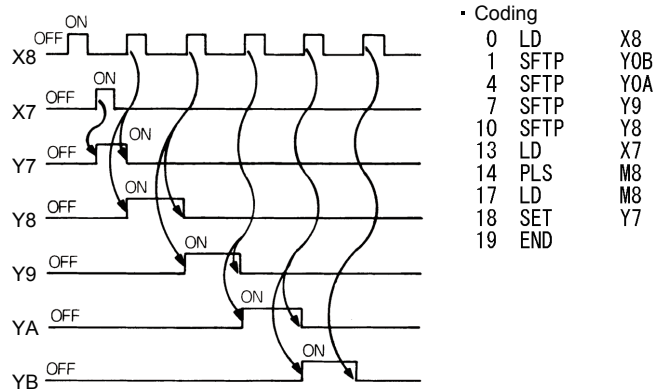 ON
OFF
X8
ON
OFF
X7
ON
OFF
Y7
ON
OFF
Y8
ON
OFF
Y9
ON
OFF
YA
ON
OFF
YB
▪ Coding
0 LD X8
1 SFTP Y0B
4 SFTP Y0A
7 SFTP Y9
10 SFTP Y8
13 LD X7
14 PLS M8
17 LD M8
18 SET Y7
19 END